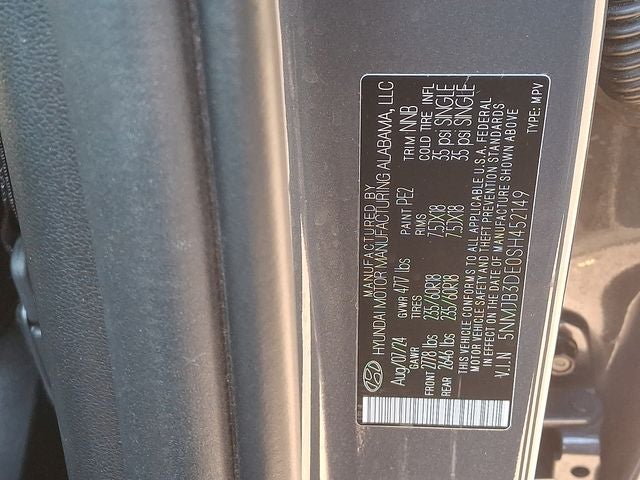 MANUFACTURED BY
HYUNDAI MOTOR MANUFACTURING ALABAMA, LLC
Aug/07/24 GVWR 4717 lbs PAINT PE2 TRIM NNB
GAWR TIRES RIMS COLD TIRE INFL
FRONT 2778 lbs 235/60R18 7.5JX18 35 psi SINGLE
REAR 2646 lbs 235/60R18 7.5JX18 35 psi SINGLE
THIS VEHICLE CONFORMS TO ALL APPLICABLE U.S.A. FEDERAL
MOTOR VEHICLE SAFETY AND THEFT PREVENTION STANDARDS
IN EFFECT ON THE DATE OF MANUFACTURE SHOWN ABOVE
V.I.N 5NMJB3DE0SH452149 TYPE: MPV